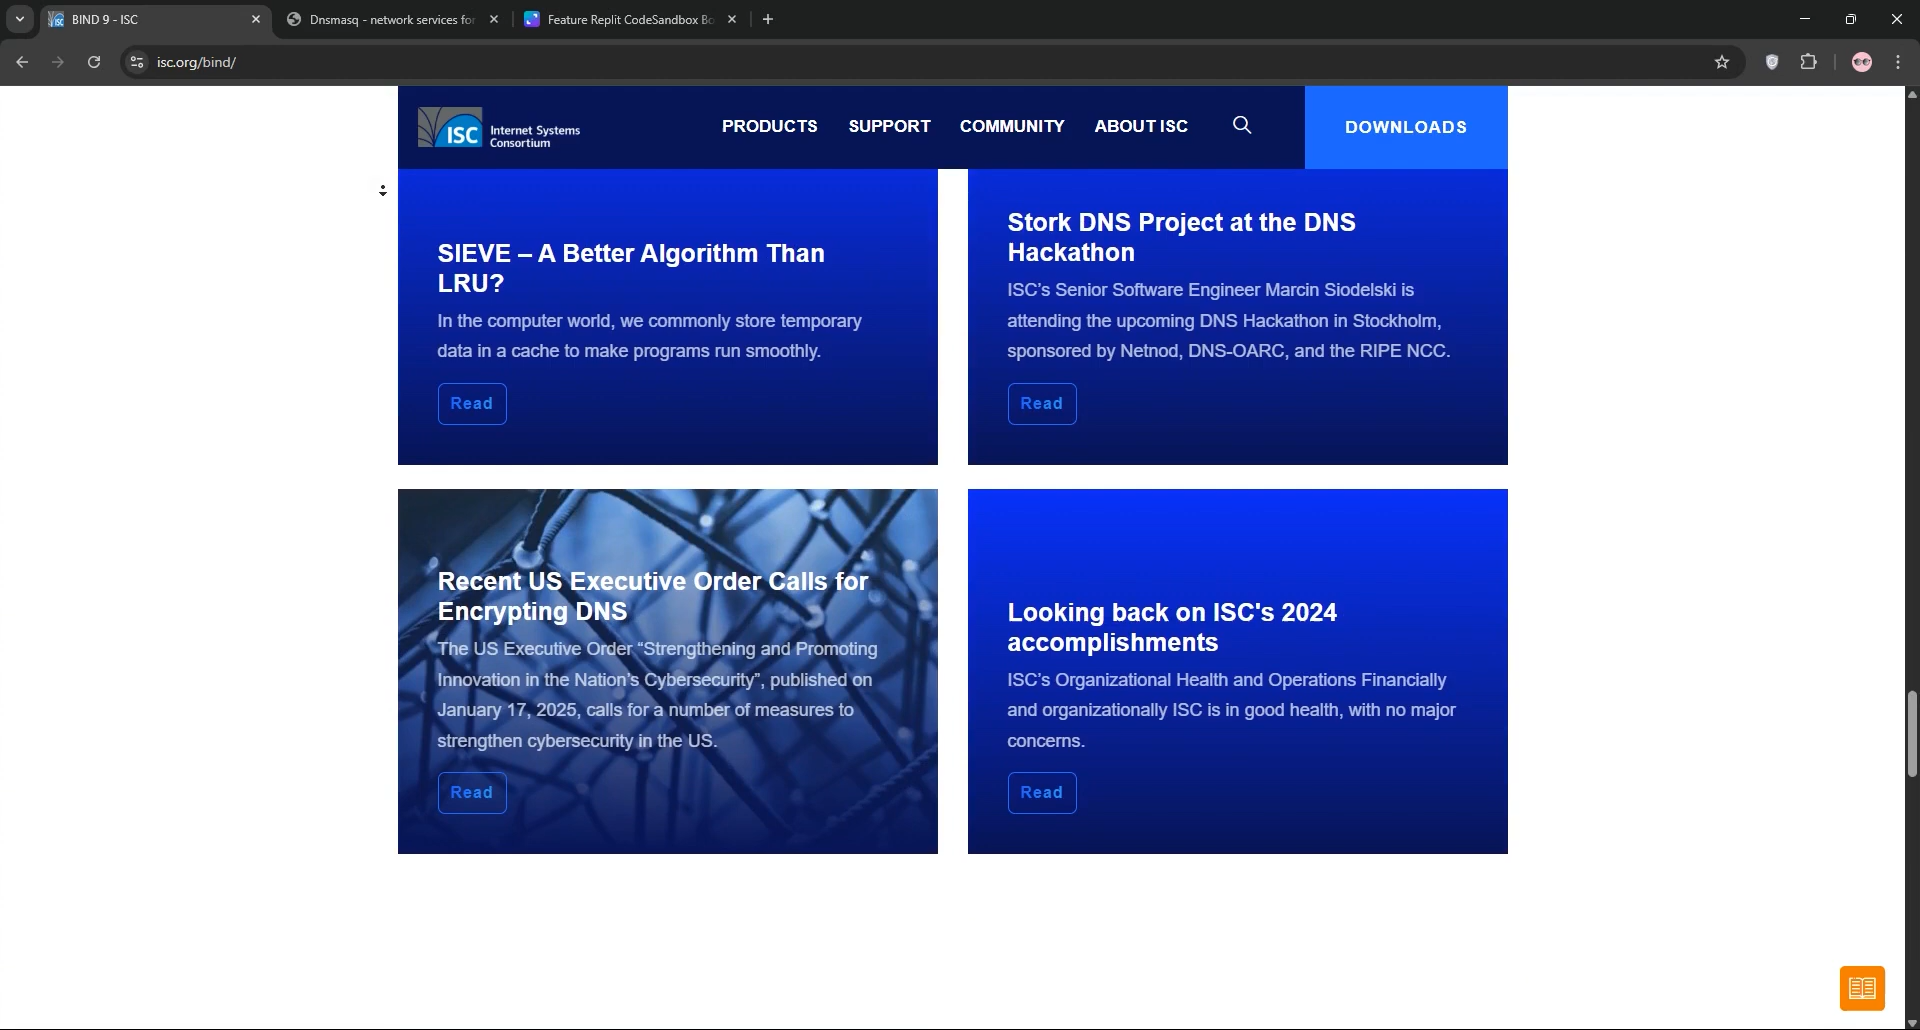 BIND 9 - ISC
Dnsmasq - network services for
Feature Replit CodeSandbox Bo
isc.org/bind/
ISC Internet Systems
Consortium
PRODUCTS SUPPORT COMMUNITY ABOUT ISC
DOWNLOADS
SIEVE – A Better Algorithm Than
LRU?
In the computer world, we commonly store temporary
data in a cache to make programs run smoothly.
Read
Stork DNS Project at the DNS
Hackathon
ISC's Senior Software Engineer Marcin Siodelski is
attending the upcoming DNS Hackathon in Stockholm,
sponsored by Netnod, DNS-OARC, and the RIPE NCC.
Read
Recent US Executive Order Calls for
Encrypting DNS
The US Executive Order “Strengthening and Promoting
Innovation in the Nation’s Cybersecurity”, published on
January 17, 2025, calls for a number of measures to
strengthen cybersecurity in the US.
Read
Looking back on ISC's 2024
accomplishments
ISC’s Organizational Health and Operations Financially
and organizationally ISC is in good health, with no major
concerns.
Read